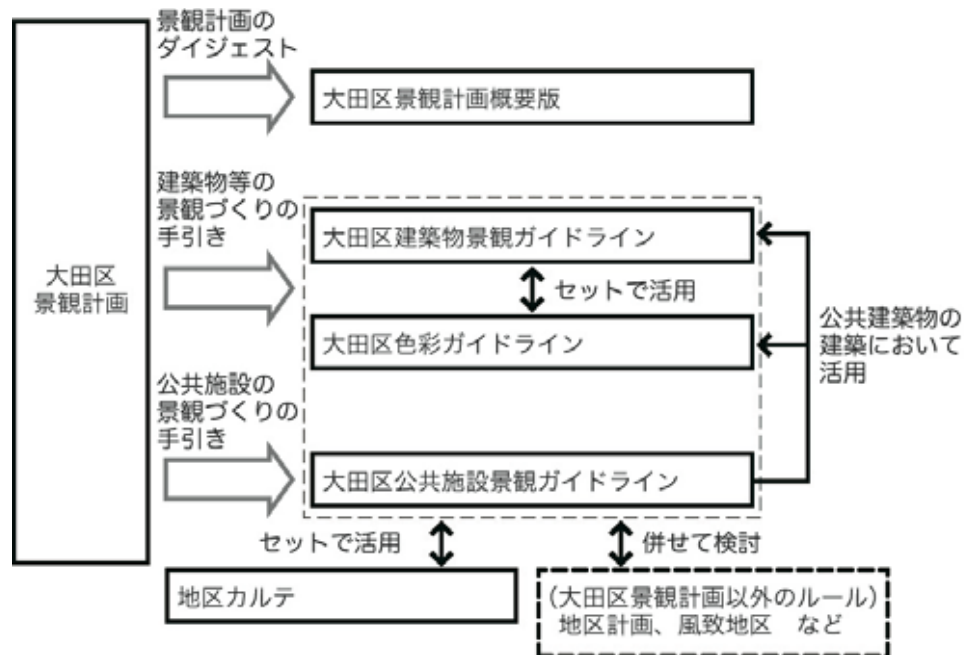 景観計画の
ダイジェスト
大田区景観計画概要版
建築物等の
景観づくりの
手引き
大田区建築物景観ガイドライン
大田区
景観計画
セットで活用
大田区色彩ガイドライン
公共建築物の
建築において
活用
公共施設の
景観づくりの
手引き
大田区公共施設景観ガイドライン
セットで活用
併せて検討
地区カルテ
（大田区景観計画以外のルール）
地区計画、風致地区　など